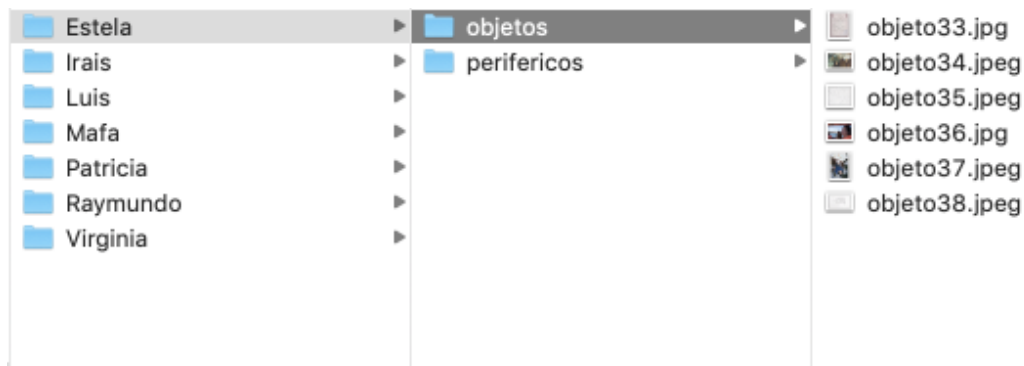 Estela
Irais
Luis
Mafa
Patricia
Raymundo
Virginia
objetos
perifericos
objeto33.jpg
objeto34.jpeg
objeto35.jpeg
objeto36.jpg
objeto37.jpeg
objeto38.jpeg